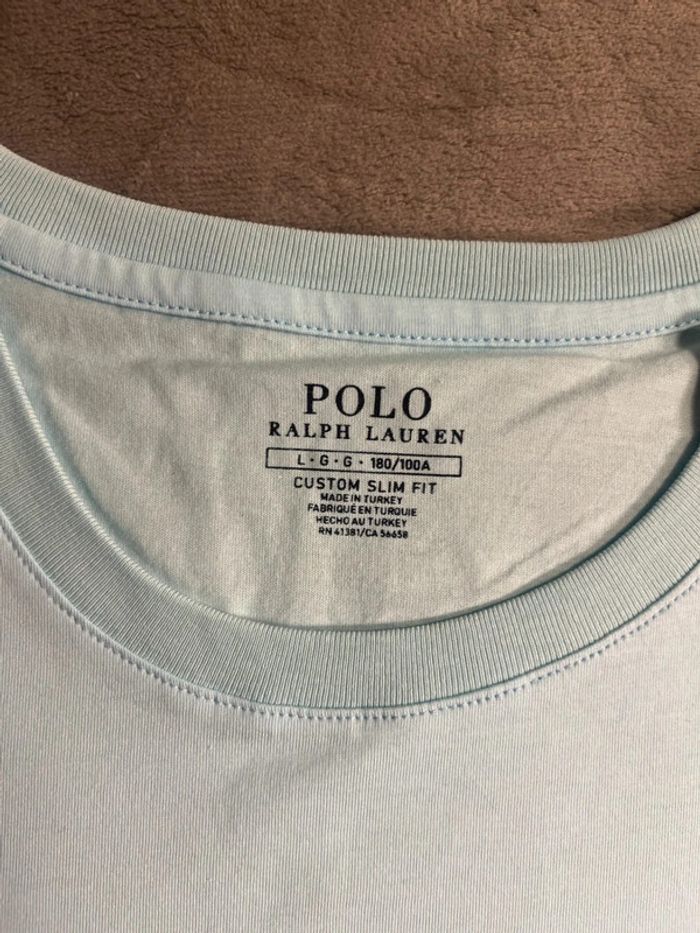 POLO
RALPH LAUREN
L · G · G · 180/100A
CUSTOM SLIM FIT
MADE IN TURKEY
FABRIQUÉ EN TURQUIE
HECHO AU TURKEY
RN 41381/CA 56658